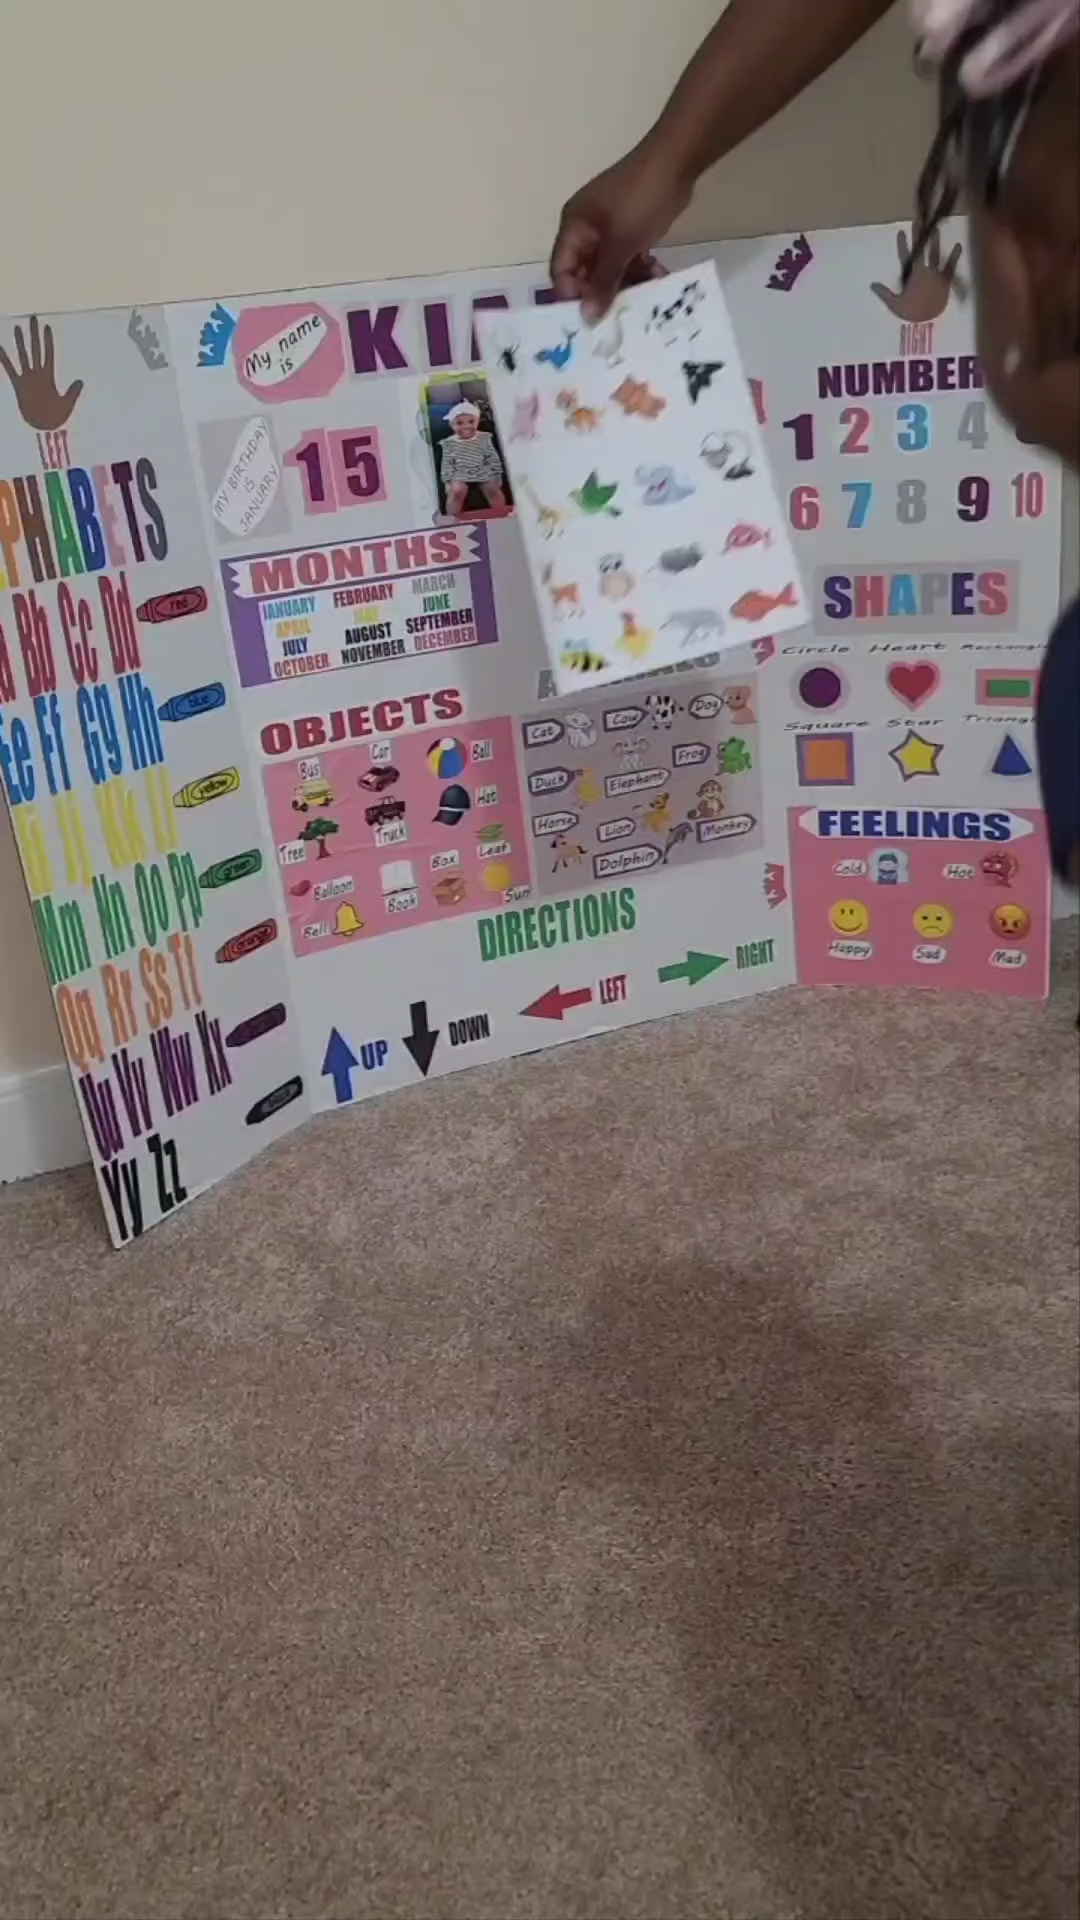 LEFT
PHABETS
Bb Cc Dd
red
Ee Ff Gg Hh
blue
yellow
Mm Nn Oo Pp
green
Qq Rr Ss Tt
orange
Uu Vv Ww Xx
Yy Zz
My name is
KIA
MY BIRTHDAY
IS
JANUARY
15
MONTHS
JANUARY FEBRUARY MARCH
APRIL MAY JUNE
JULY AUGUST SEPTEMBER
OCTOBER NOVEMBER DECEMBER
OBJECTS
Bus Car Ball
Truck Hat
Tree Box Leaf
Balloon Book Sun
Bell
Cat Cow Dog
Duck Elephant Frog
Horse Lion Monkey
Dolphin
DIRECTIONS
UP DOWN LEFT RIGHT
RIGHT
NUMBER
1 2 3 4
6 7 8 9 10
SHAPES
Circle Heart Rectangle
Square Star Triangl
FEELINGS
Cold Hot
Happy Sad Mad